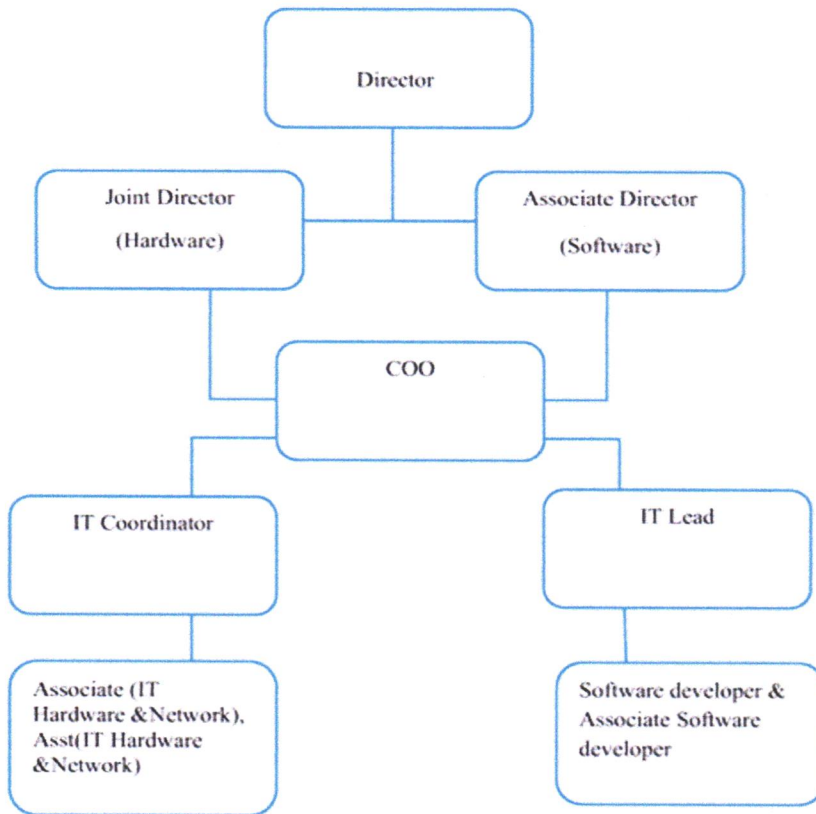 Director
Joint Director
(Hardware)
Associate Director
(Software)
COO
IT Coordinator
IT Lead
Associate (IT
Hardware &Network),
Asst(IT Hardware
&Network)
Software developer &
Associate Software
developer